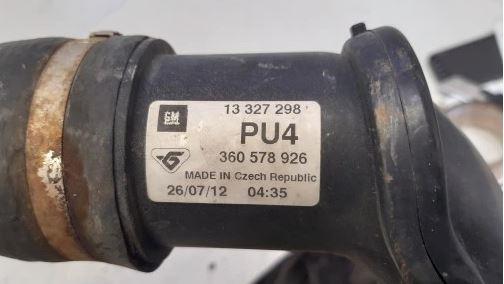 GM
13 327 298
PU4
360 578 926
MADE IN Czech Republic
26/07/12 04:35